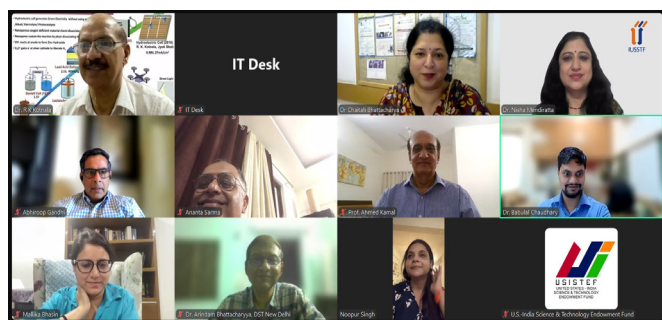 Dr. R.K Kotnala
IT Desk
IT Desk
Dr Chaitali Bhattacharya
IUSSTF
Dr. Nisha Mendiratta
Abhiroop Gandhi
Ananta Sarma
Prof. Ahmed Kamal
Dr. Babulal Chaudhary
Mallika Bhasin
Dr. Arindam Bhattacharyya, DST New Delhi
Noopur Singh
USISTEF
UNITED STATES - INDIA
SCIENCE & TECHNOLOGY
ENDOWMENT FUND
U.S.-India Science & Technology Endowment Fund